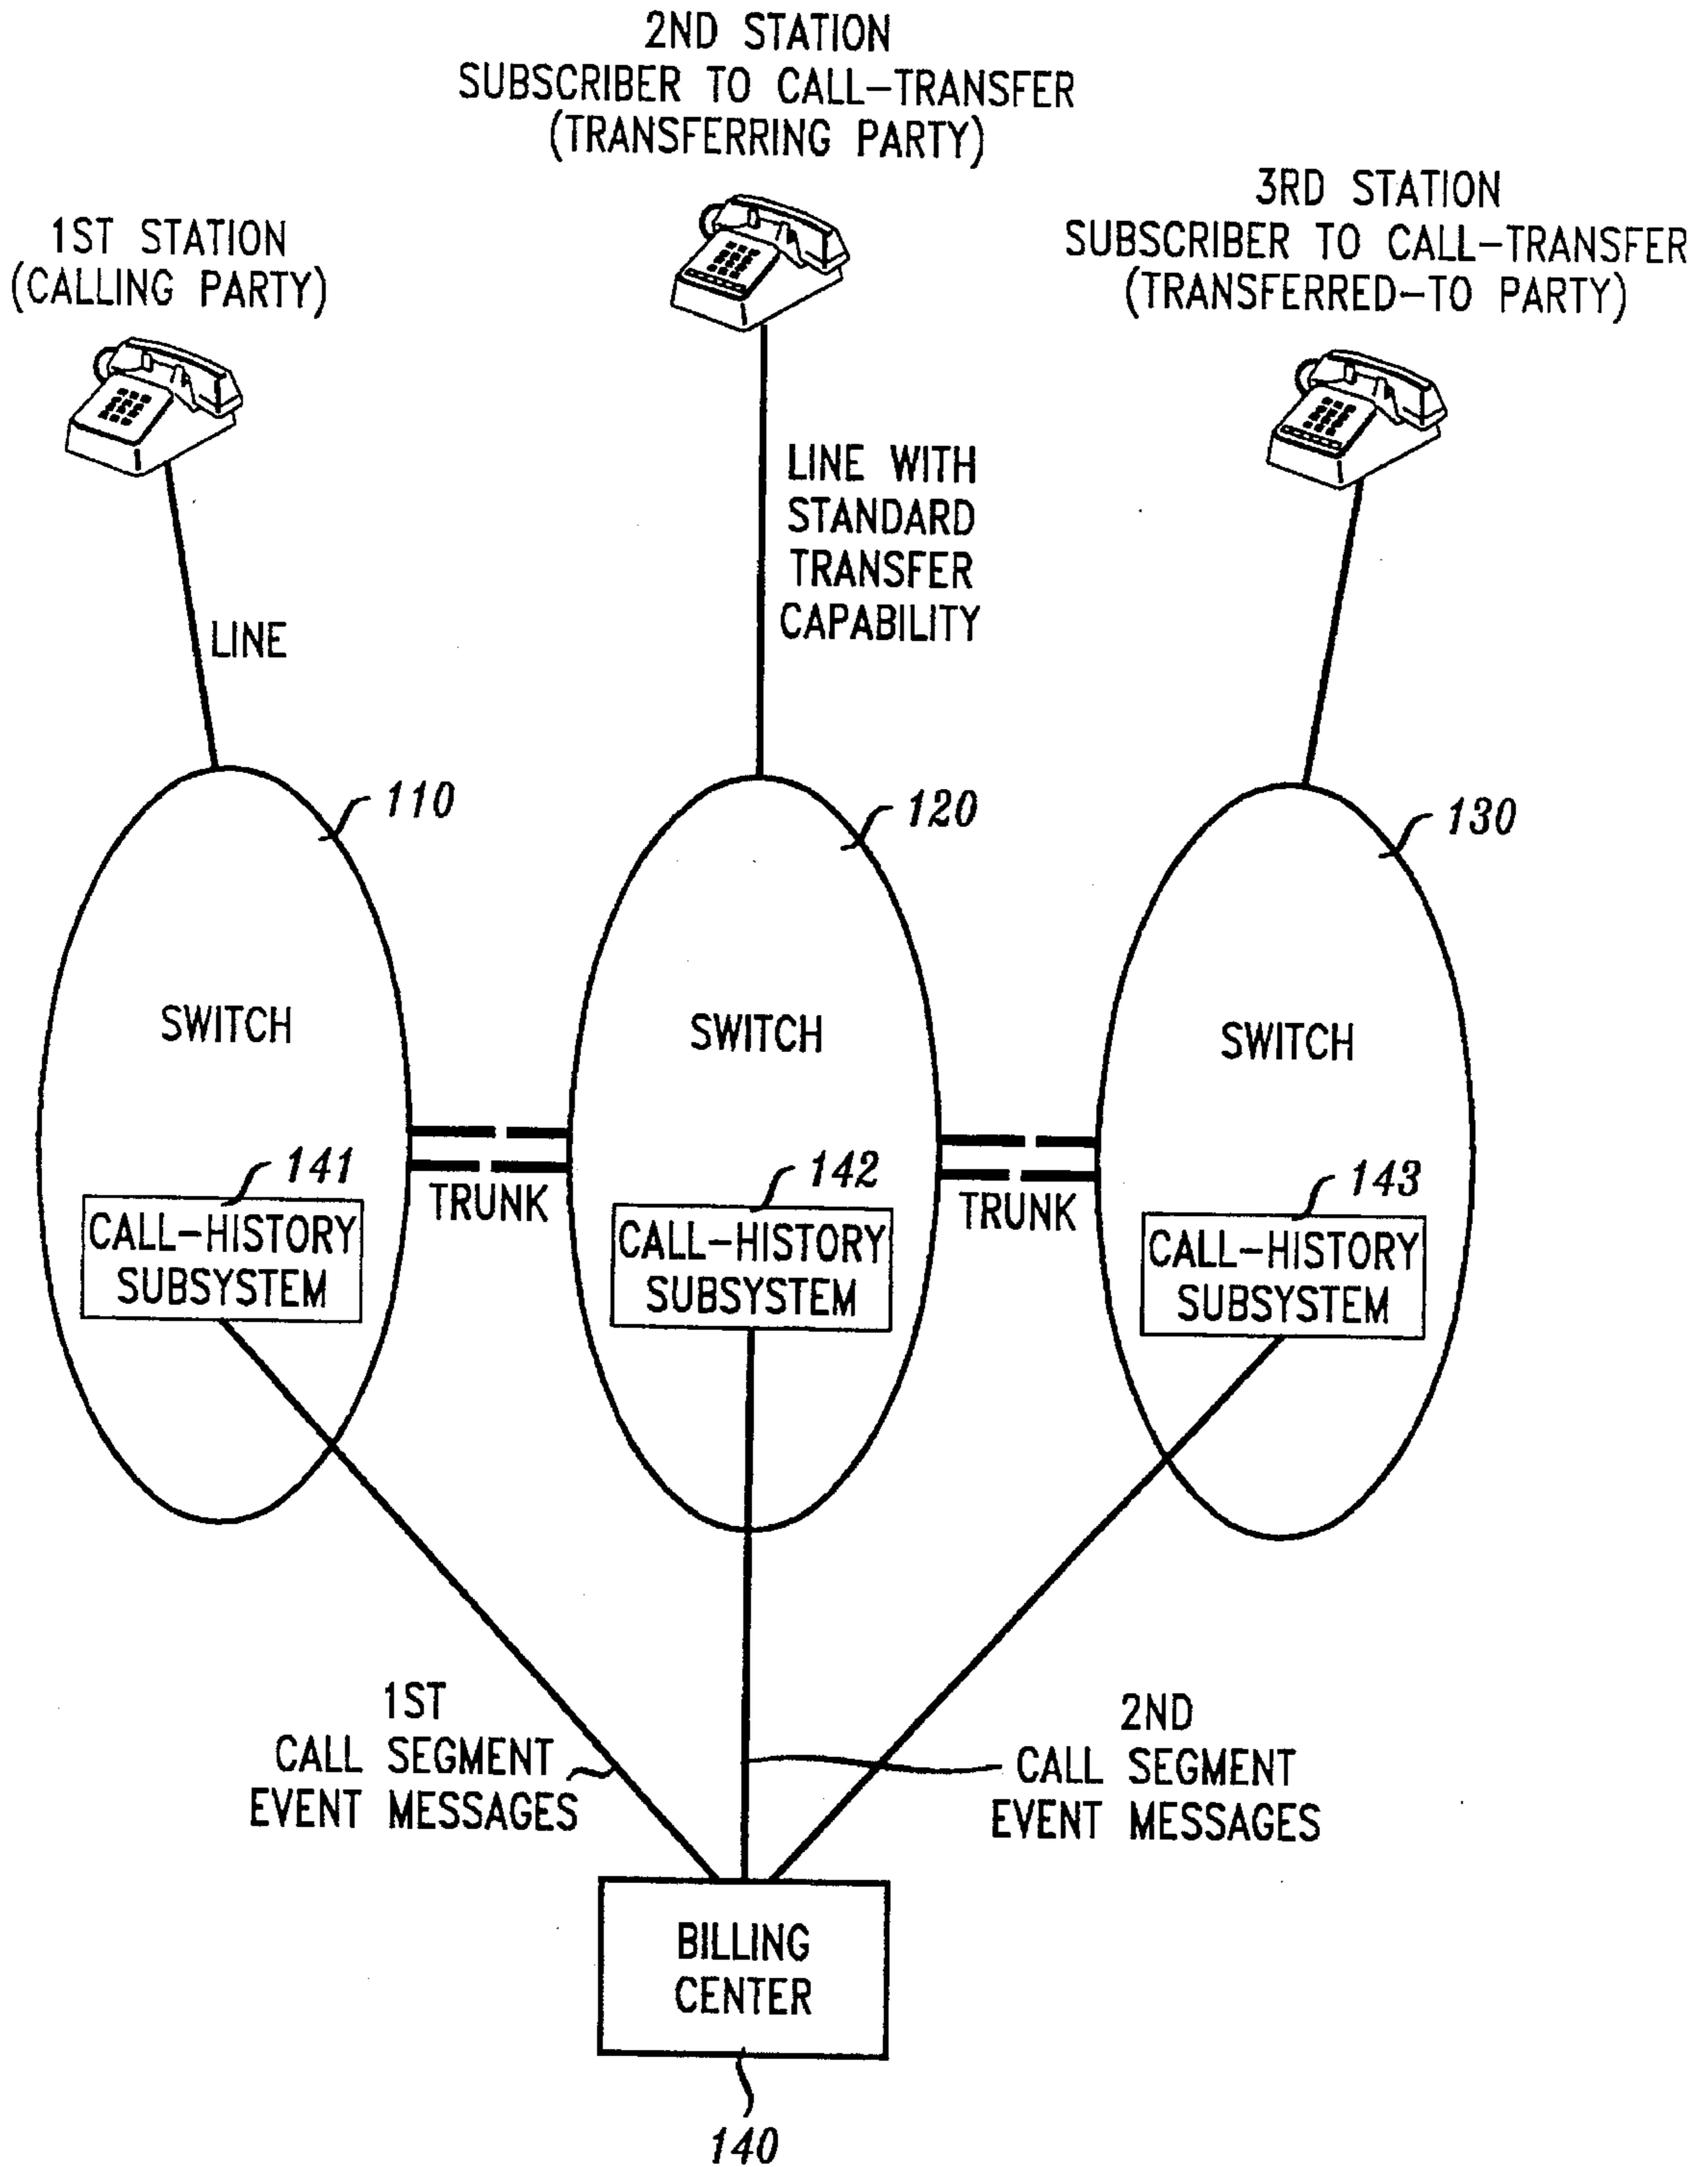 2ND STATION
SUBSCRIBER TO CALL-TRANSFER
(TRANSFERRING PARTY)
3RD STATION
SUBSCRIBER TO CALL-TRANSFER
(TRANSFERRED-TO PARTY)
1ST STATION
(CALLING PARTY)
LINE WITH
STANDARD
TRANSFER
CAPABILITY
LINE
110
120
130
SWITCH
SWITCH
SWITCH
141
142
143
TRUNK
TRUNK
CALL-HISTORY
SUBSYSTEM
CALL-HISTORY
SUBSYSTEM
CALL-HISTORY
SUBSYSTEM
1ST
CALL SEGMENT
EVENT MESSAGES
2ND
CALL SEGMENT
EVENT MESSAGES
BILLING
CENTER
140